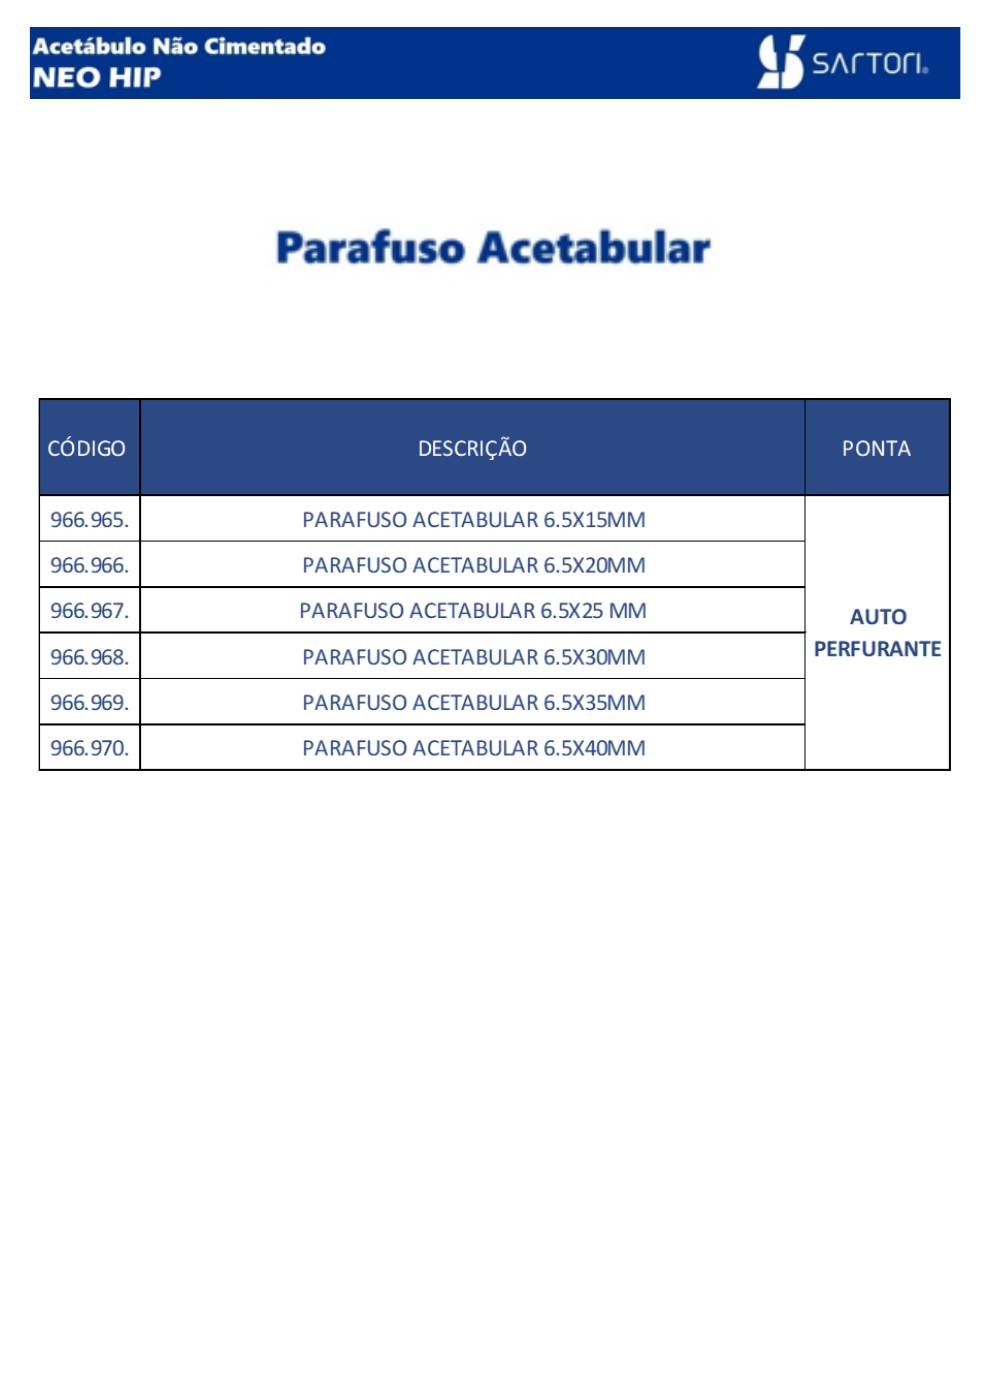 Acetábulo Não Cimentado
NEO HIP
SARTORI®
Parafuso Acetabular
CÓDIGO DESCRIÇÃO PONTA
966.965. PARAFUSO ACETABULAR 6.5X15MM
966.966. PARAFUSO ACETABULAR 6.5X20MM
966.967. PARAFUSO ACETABULAR 6.5X25 MM
966.968. PARAFUSO ACETABULAR 6.5X30MM
966.969. PARAFUSO ACETABULAR 6.5X35MM
966.970. PARAFUSO ACETABULAR 6.5X40MM
AUTO
PERFURANTE